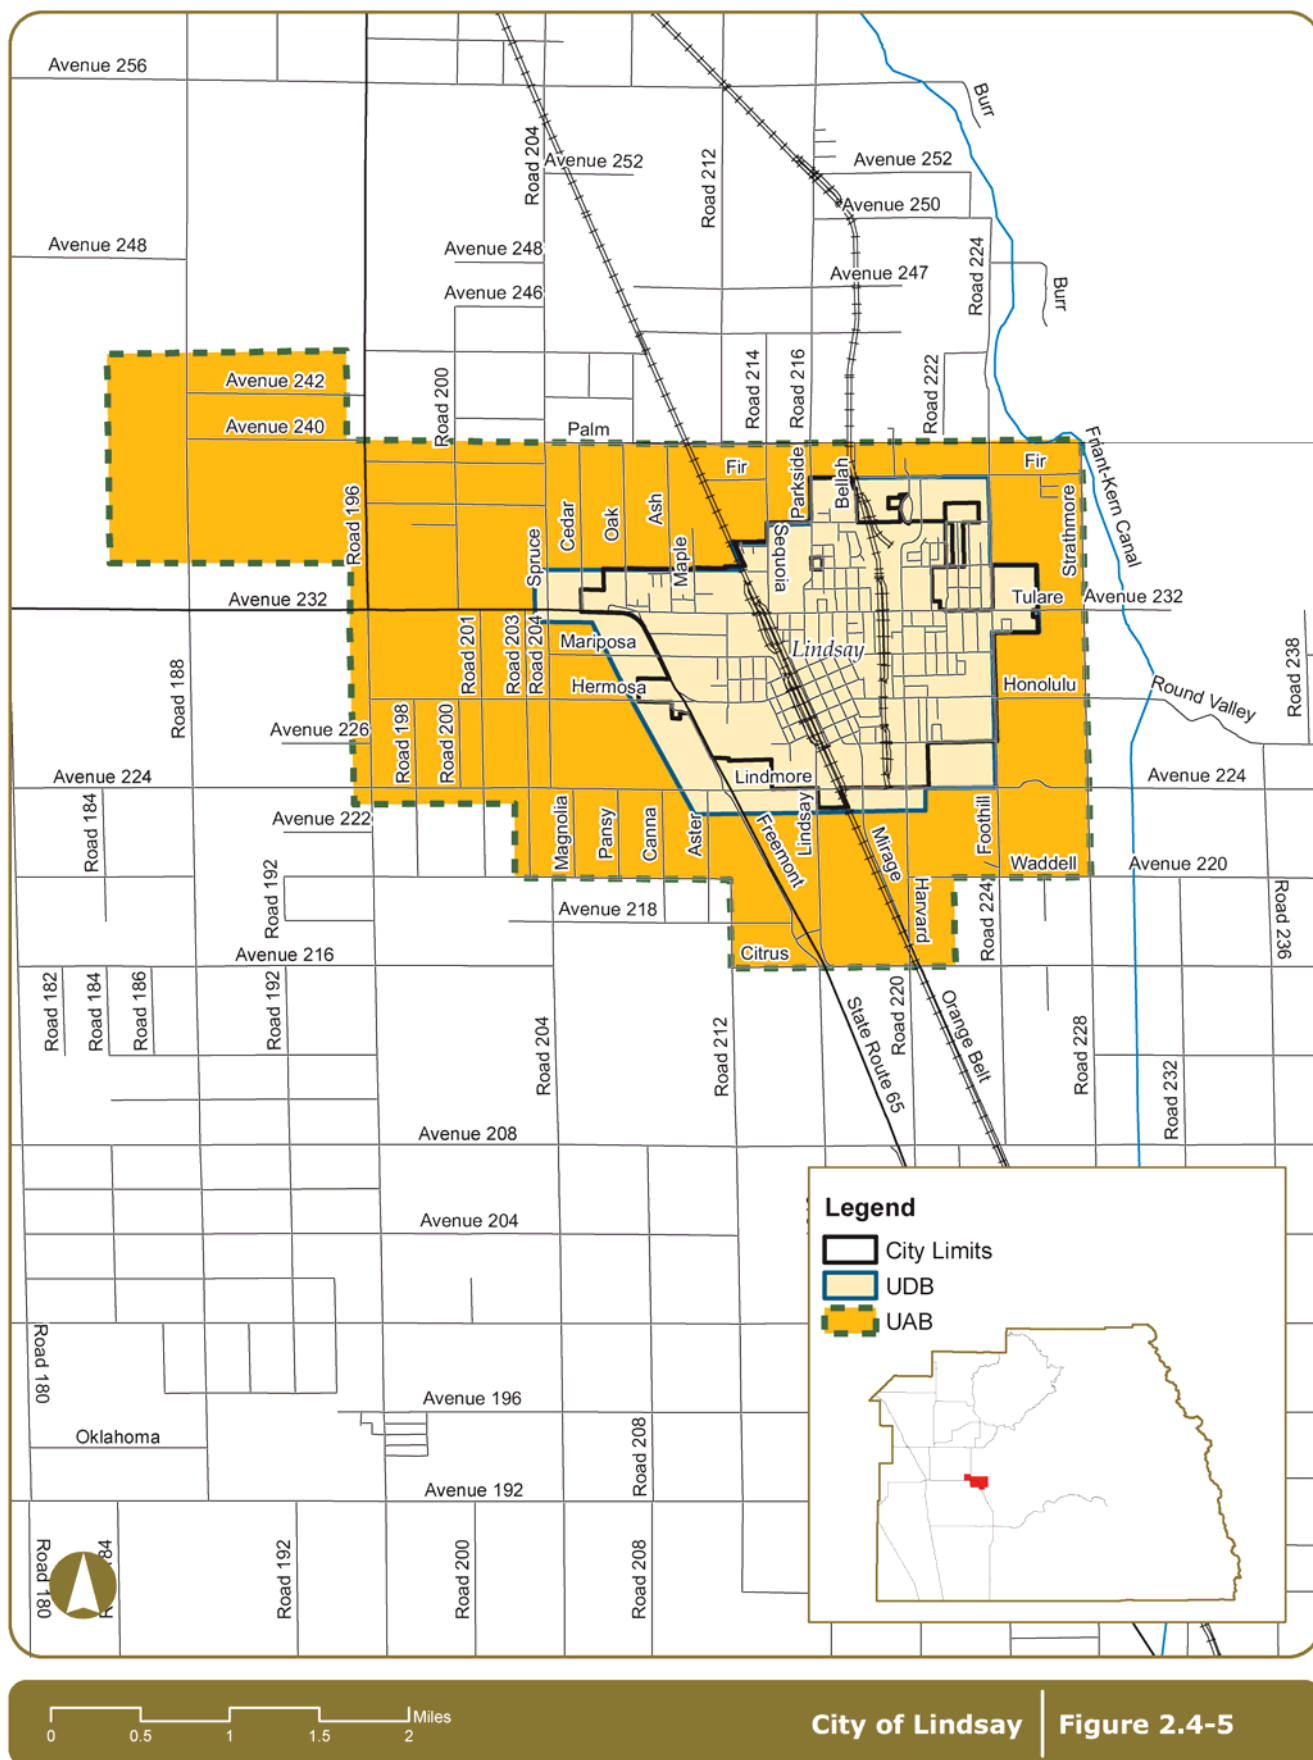 Avenue 256
Burr
Road 204
Avenue 252
Road 212
Avenue 252
Avenue 250
Avenue 248
Avenue 248
Road 224
Avenue 247
Avenue 246
Burr
Avenue 242
Road 200
Road 214
Road 216
Road 222
Avenue 240
Palm
Friant-Kern Canal
Fir
Fir
Parkside
Bellah
Road 196
Cedar
Oak
Ash
Maple
Sequoia
Strathmore
Spruce
Avenue 232
Tulare
Avenue 232
Road 188
Road 201
Road 203
Road 204
Mariposa
Lindsay
Hermosa
Honolulu
Round Valley
Road 238
Avenue 226
Road 198
Road 200
Avenue 224
Lindmore
Avenue 224
Road 184
Avenue 222
Magnolia
Pansy
Canna
Aster
Freemont
Lindsay
Mirage
Foothill
Waddell
Avenue 220
Road 192
Avenue 218
Harvard
Road 224
Road 236
Avenue 216
Citrus
Road 182
Road 184
Road 186
Road 192
Road 204
Road 212
State Route 65
Road 220
Orange Belt
Road 228
Road 232
Avenue 208
Avenue 204
Legend
City Limits
UDB
UAB
Road 180
Avenue 196
Oklahoma
Road 208
Avenue 192
Road 180
84
Road 192
Road 200
Road 208
Miles
0 0.5 1 1.5 2
City of Lindsay Figure 2.4-5